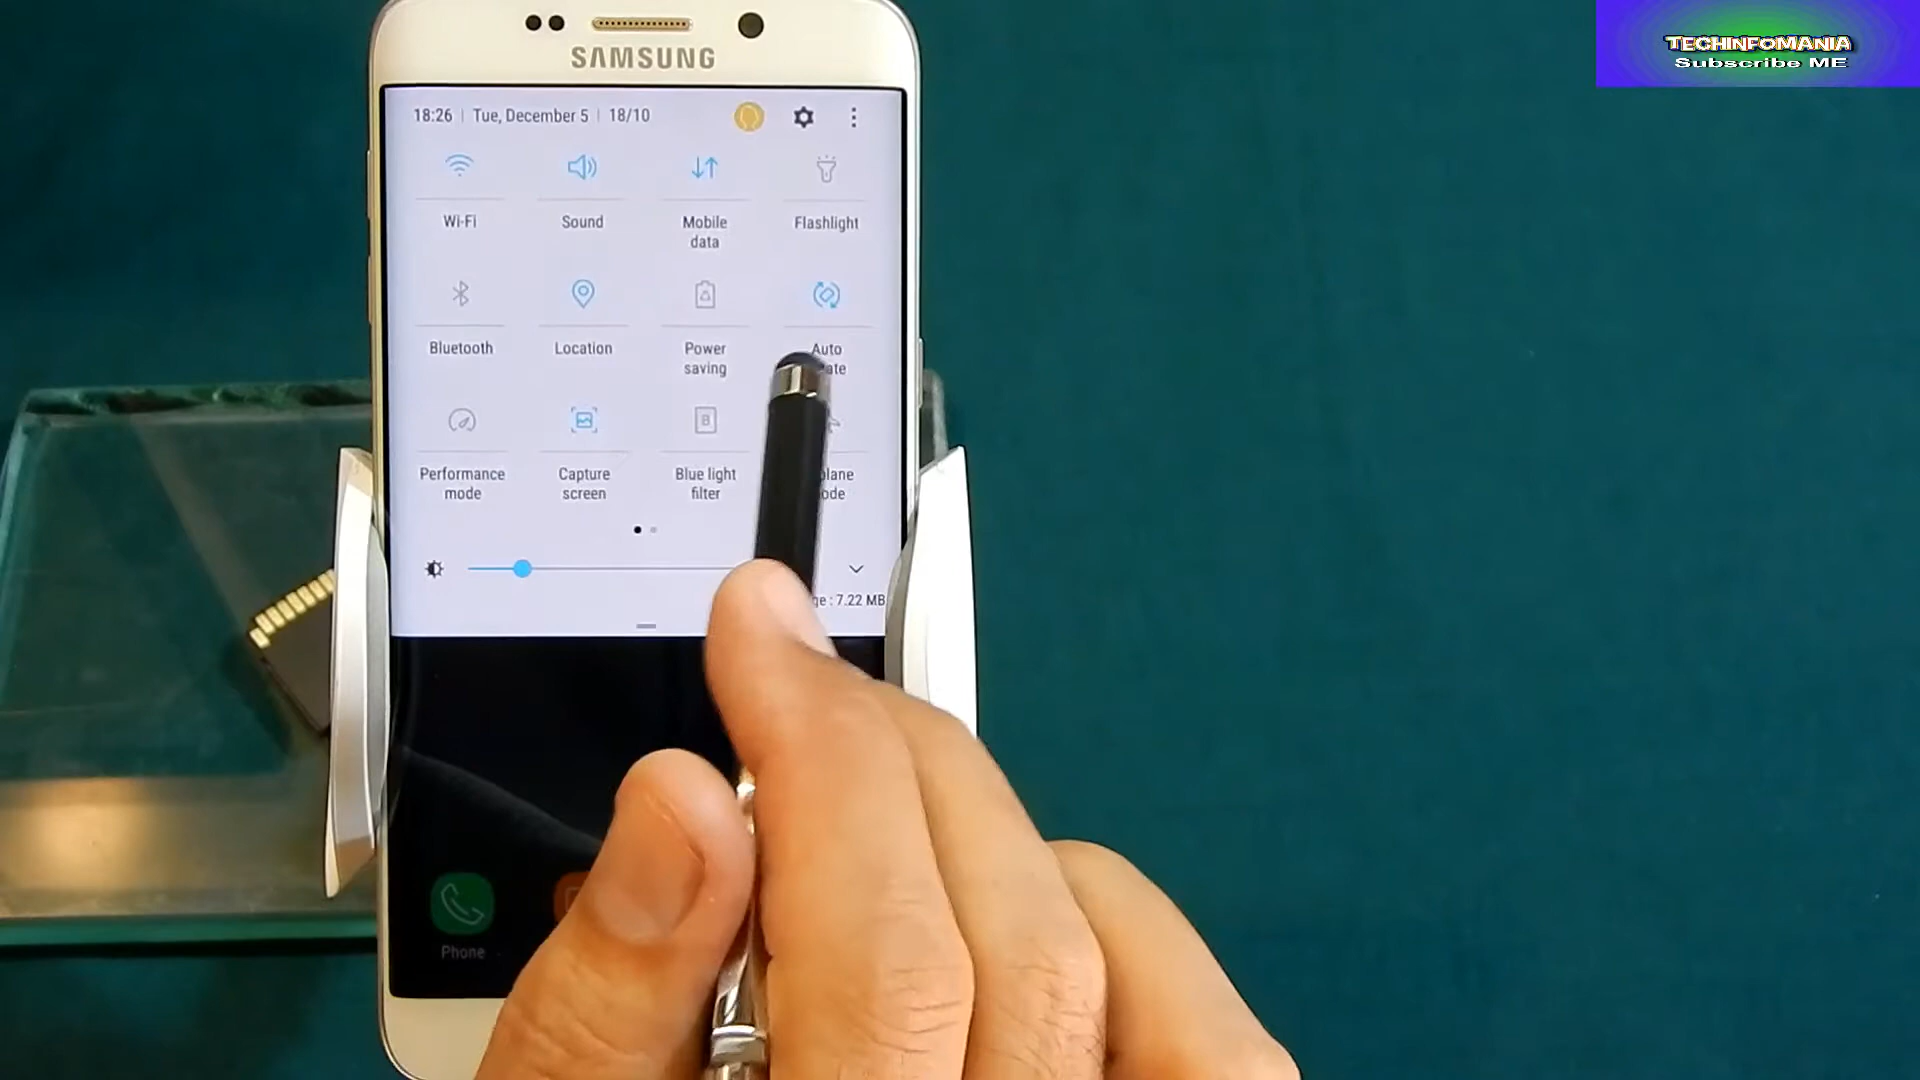 TECHINFOMANIA
Subscribe ME
SAMSUNG
18:26 | Tue, December 5 | 18/10
Wi-Fi Sound Mobile data Flashlight
Bluetooth Location Power saving Auto
Performance mode Capture screen Blue light filter
: 7.22 MB
Phone